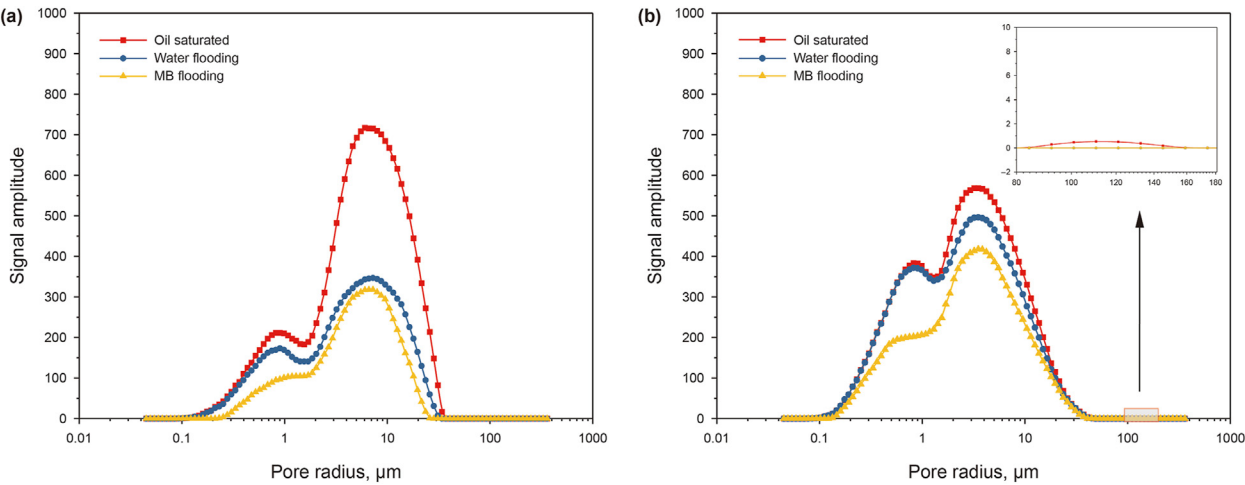 (a)
1000
900
800
700
600
500
400
300
200
100
0
Signal amplitude
Oil saturated
Water flooding
MB flooding
0.01 0.1 1 10 100 1000
Pore radius, µm
(b)
1000
900
800
700
600
500
400
300
200
100
0
Signal amplitude
Oil saturated
Water flooding
MB flooding
10
8
6
4
2
0
−2
80 100 120 140 160 180
0.01 0.1 1 10 100 1000
Pore radius, µm